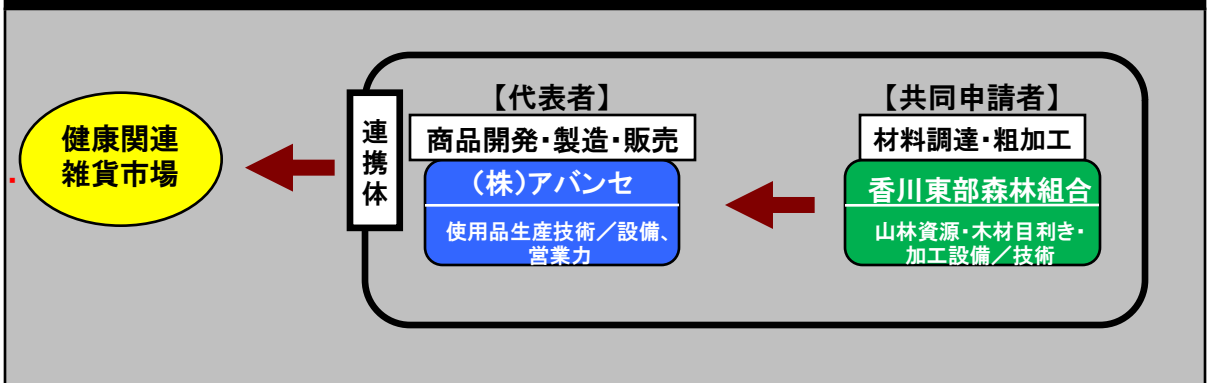 健康関連
雑貨市場
連携体
【代表者】
商品開発・製造・販売
（株）アバンセ
使用品生産技術／設備、
営業力
【共同申請者】
材料調達・粗加工
香川東部森林組合
山林資源・木材目利き・
加工設備／技術